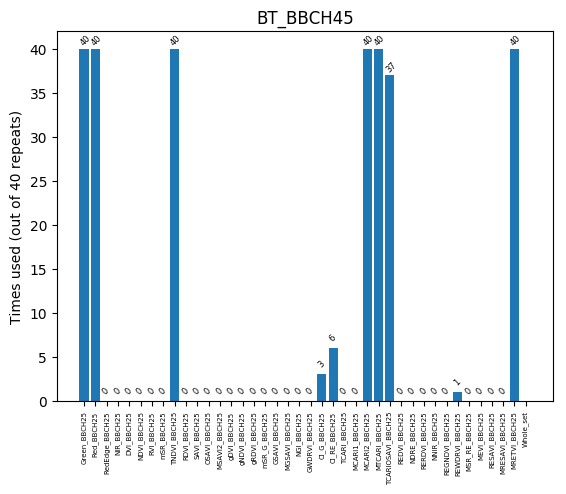 BT_BBCH45
Times used (out of 40 repeats)
40
35
30
25
20
15
10
5
0
40
40
0
0
0
0
0
0
40
0
0
0
0
0
0
0
0
0
0
0
0
3
6
0
0
40
40
37
0
0
0
0
0
1
0
0
0
0
40
Green_BBCH25
Red_BBCH25
RedEdge_BBCH25
NIR_BBCH25
DVI_BBCH25
NDVI_BBCH25
RVI_BBCH25
mSR_BBCH25
TNDVI_BBCH25
RDVI_BBCH25
SAVI_BBCH25
OSAVI_BBCH25
MSAVI2_BBCH25
gDVI_BBCH25
gNDVI_BBCH25
gRDVI_BBCH25
mSR_G_BBCH25
GSAVI_BBCH25
MGSAVI_BBCH25
NGI_BBCH25
GWDRVI_BBCH25
CI_G_BBCH25
CI_RE_BBCH25
TCARI_BBCH25
MCARI1_BBCH25
MCARI2_BBCH25
MTCARI_BBCH25
TCARIOSAVI_BBCH25
REDVI_BBCH25
NDRE_BBCH25
RERDVI_BBCH25
NNIR_BBCH25
REGNDVI_BBCH25
REWDRVI_BBCH25
MSR_RE_BBCH25
MEVI_BBCH25
RESAVI_BBCH25
MRESAVI_BBCH25
MRETVI_BBCH25
Whole_set